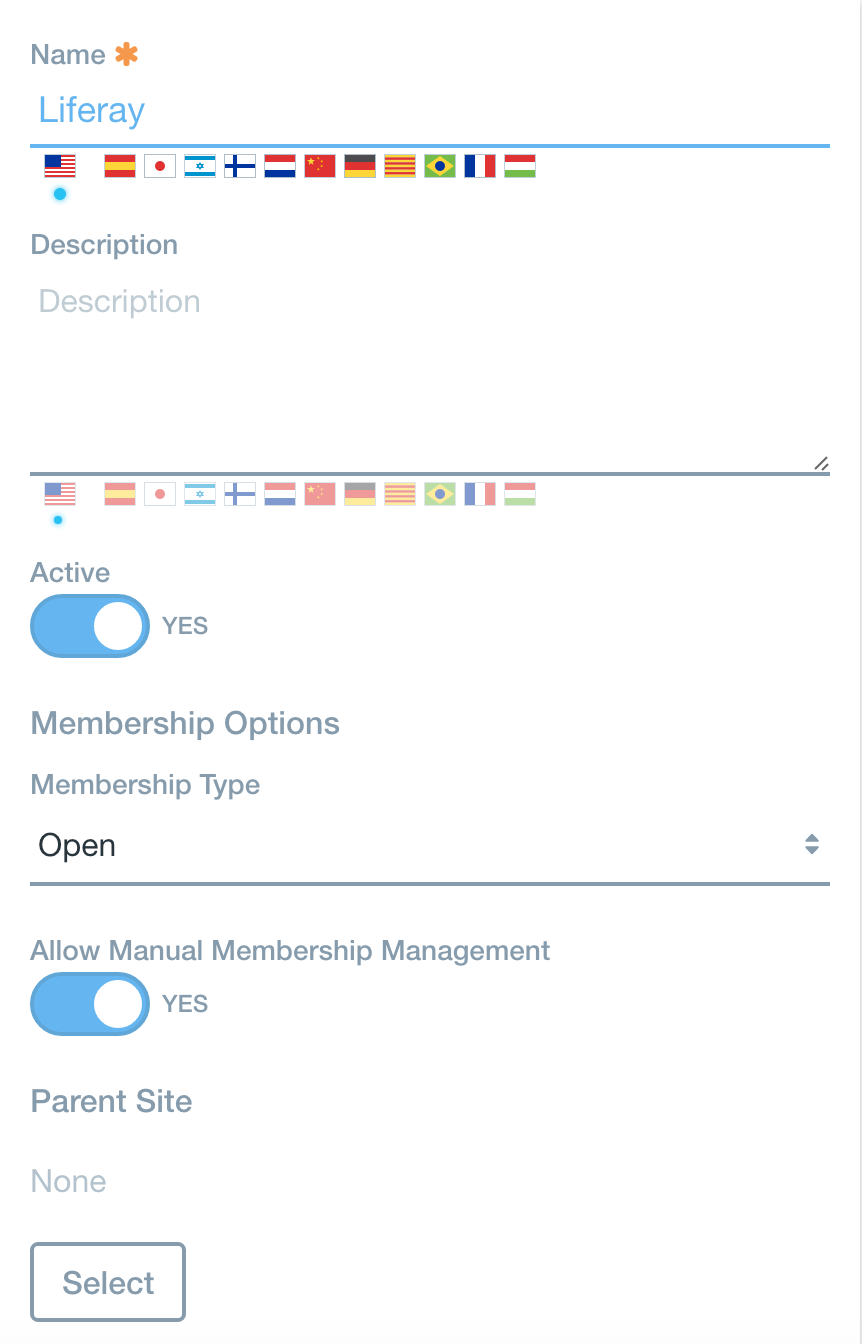 Name ✱
Liferay
Description
Description
Active
YES
Membership Options
Membership Type
Open
Allow Manual Membership Management
YES
Parent Site
None
Select